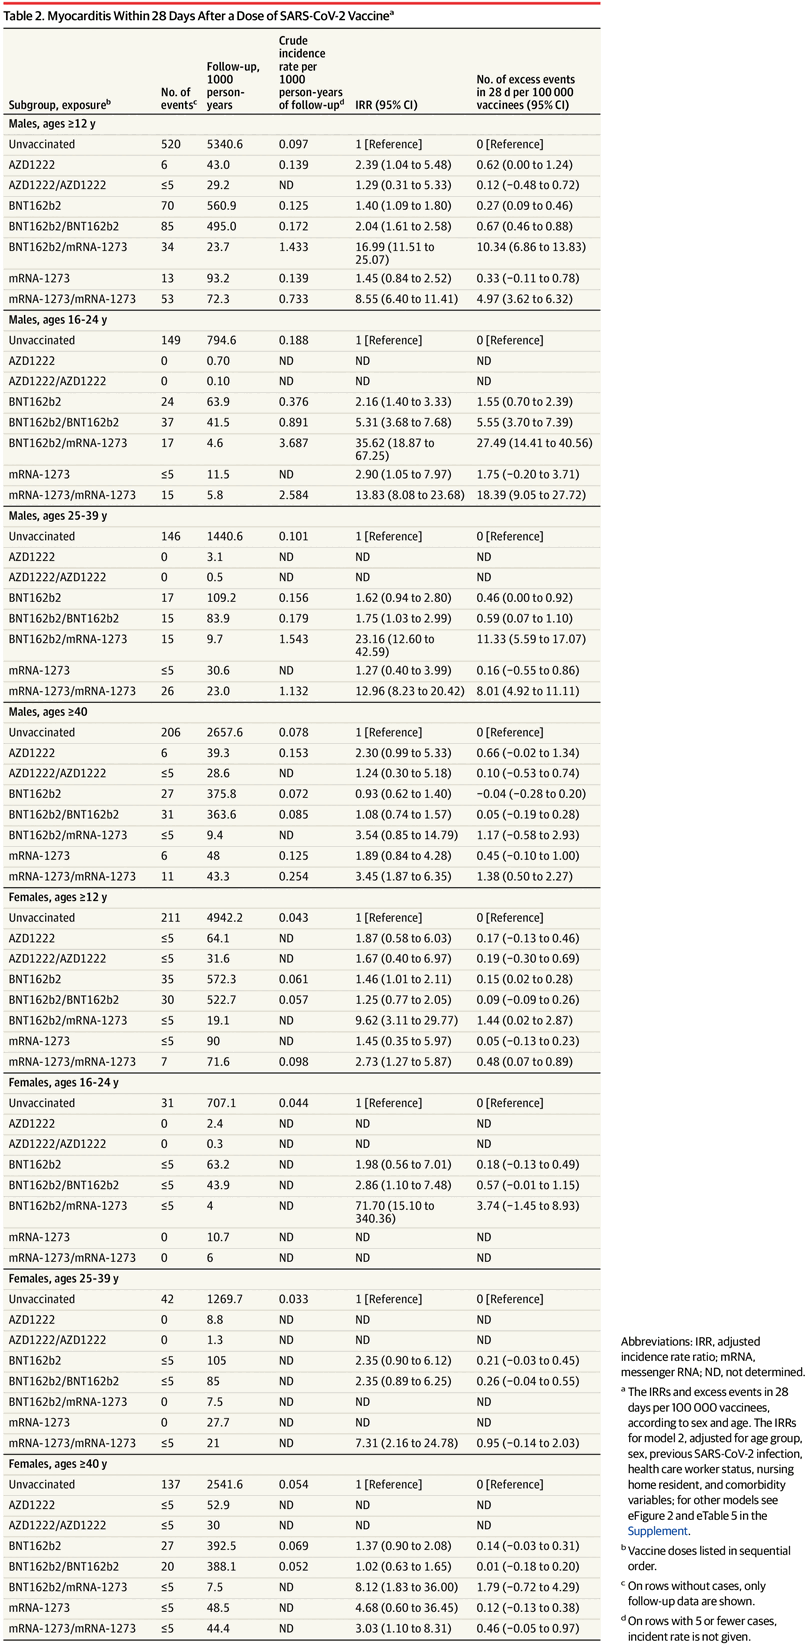 Table 2. Myocarditis Within 28 Days After a Dose of SARS-CoV-2 Vaccineᵃ
Subgroup, exposureᵇ No. of eventsᶜ Follow-up, 1000 person-years Crude incidence rate per 1000 person-years of follow-upᵈ IRR (95% CI) No. of excess events in 28 d per 100 000 vaccinees (95% CI)
Males, ages ≥12 y
Unvaccinated 520 5340.6 0.097 1 [Reference] 0 [Reference]
AZD1222 6 43.0 0.139 2.39 (1.04 to 5.48) 0.62 (0.00 to 1.24)
AZD1222/AZD1222 ≤5 29.2 ND 1.29 (0.31 to 5.33) 0.12 (−0.48 to 0.72)
BNT162b2 70 560.9 0.125 1.40 (1.09 to 1.80) 0.27 (0.09 to 0.46)
BNT162b2/BNT162b2 85 495.0 0.172 2.04 (1.61 to 2.58) 0.67 (0.46 to 0.88)
BNT162b2/mRNA-1273 34 23.7 1.433 16.99 (11.51 to 25.07) 10.34 (6.86 to 13.83)
mRNA-1273 13 93.2 0.139 1.45 (0.84 to 2.52) 0.33 (−0.11 to 0.78)
mRNA-1273/mRNA-1273 53 72.3 0.733 8.55 (6.40 to 11.41) 4.97 (3.62 to 6.32)
Males, ages 16-24 y
Unvaccinated 149 794.6 0.188 1 [Reference] 0 [Reference]
AZD1222 0 0.70 ND ND ND
AZD1222/AZD1222 0 0.10 ND ND ND
BNT162b2 24 63.9 0.376 2.16 (1.40 to 3.33) 1.55 (0.70 to 2.39)
BNT162b2/BNT162b2 37 41.5 0.891 5.31 (3.68 to 7.68) 5.55 (3.70 to 7.39)
BNT162b2/mRNA-1273 17 4.6 3.687 35.62 (18.87 to 67.25) 27.49 (14.41 to 40.56)
mRNA-1273 ≤5 11.5 ND 2.90 (1.05 to 7.97) 1.75 (−0.20 to 3.71)
mRNA-1273/mRNA-1273 15 5.8 2.584 13.83 (8.08 to 23.68) 18.39 (9.05 to 27.72)
Males, ages 25-39 y
Unvaccinated 146 1440.6 0.101 1 [Reference] 0 [Reference]
AZD1222 0 3.1 ND ND ND
AZD1222/AZD1222 0 0.5 ND ND ND
BNT162b2 17 109.2 0.156 1.62 (0.94 to 2.80) 0.46 (0.00 to 0.92)
BNT162b2/BNT162b2 15 83.9 0.179 1.75 (1.03 to 2.99) 0.59 (0.07 to 1.10)
BNT162b2/mRNA-1273 15 9.7 1.543 23.16 (12.60 to 42.59) 11.33 (5.59 to 17.07)
mRNA-1273 ≤5 30.6 ND 1.27 (0.40 to 3.99) 0.16 (−0.55 to 0.86)
mRNA-1273/mRNA-1273 26 23.0 1.132 12.96 (8.23 to 20.42) 8.01 (4.92 to 11.11)
Males, ages ≥40
Unvaccinated 206 2657.6 0.078 1 [Reference] 0 [Reference]
AZD1222 6 39.3 0.153 2.30 (0.99 to 5.33) 0.66 (−0.02 to 1.34)
AZD1222/AZD1222 ≤5 28.6 ND 1.24 (0.30 to 5.18) 0.10 (−0.53 to 0.74)
BNT162b2 27 375.8 0.072 0.93 (0.62 to 1.40) −0.04 (−0.28 to 0.20)
BNT162b2/BNT162b2 31 363.6 0.085 1.08 (0.74 to 1.57) 0.05 (−0.19 to 0.28)
BNT162b2/mRNA-1273 ≤5 9.4 ND 3.54 (0.85 to 14.79) 1.17 (−0.58 to 2.93)
mRNA-1273 6 48 0.125 1.89 (0.84 to 4.28) 0.45 (−0.10 to 1.00)
mRNA-1273/mRNA-1273 11 43.3 0.254 3.45 (1.87 to 6.35) 1.38 (0.50 to 2.27)
Females, ages ≥12 y
Unvaccinated 211 4942.2 0.043 1 [Reference] 0 [Reference]
AZD1222 ≤5 64.1 ND 1.87 (0.58 to 6.03) 0.17 (−0.13 to 0.46)
AZD1222/AZD1222 ≤5 31.6 ND 1.67 (0.40 to 6.97) 0.19 (−0.30 to 0.69)
BNT162b2 35 572.3 0.061 1.46 (1.01 to 2.11) 0.15 (0.02 to 0.28)
BNT162b2/BNT162b2 30 522.7 0.057 1.25 (0.77 to 2.05) 0.09 (−0.09 to 0.26)
BNT162b2/mRNA-1273 ≤5 19.1 ND 9.62 (3.11 to 29.77) 1.44 (0.02 to 2.87)
mRNA-1273 ≤5 90 ND 1.45 (0.35 to 5.97) 0.05 (−0.13 to 0.23)
mRNA-1273/mRNA-1273 7 71.6 0.098 2.73 (1.27 to 5.87) 0.48 (0.07 to 0.89)
Females, ages 16-24 y
Unvaccinated 31 707.1 0.044 1 [Reference] 0 [Reference]
AZD1222 0 2.4 ND ND ND
AZD1222/AZD1222 0 0.3 ND ND ND
BNT162b2 ≤5 63.2 ND 1.98 (0.56 to 7.01) 0.18 (−0.13 to 0.49)
BNT162b2/BNT162b2 ≤5 43.9 ND 2.86 (1.10 to 7.48) 0.57 (−0.01 to 1.15)
BNT162b2/mRNA-1273 ≤5 4 ND 71.70 (15.10 to 340.36) 3.74 (−1.45 to 8.93)
mRNA-1273 0 10.7 ND ND ND
mRNA-1273/mRNA-1273 0 6 ND ND ND
Females, ages 25-39 y
Unvaccinated 42 1269.7 0.033 1 [Reference] 0 [Reference]
AZD1222 0 8.8 ND ND ND
AZD1222/AZD1222 0 1.3 ND ND ND
BNT162b2 ≤5 105 ND 2.35 (0.90 to 6.12) 0.21 (−0.03 to 0.45)
BNT162b2/BNT162b2 ≤5 85 ND 2.35 (0.89 to 6.25) 0.26 (−0.04 to 0.55)
BNT162b2/mRNA-1273 0 7.5 ND ND ND
mRNA-1273 0 27.7 ND ND ND
mRNA-1273/mRNA-1273 ≤5 21 ND 7.31 (2.16 to 24.78) 0.95 (−0.14 to 2.03)
Females, ages ≥40 y
Unvaccinated 137 2541.6 0.054 1 [Reference] 0 [Reference]
AZD1222 ≤5 52.9 ND ND ND
AZD1222/AZD1222 ≤5 30 ND ND ND
BNT162b2 27 392.5 0.069 1.37 (0.90 to 2.08) 0.14 (−0.03 to 0.31)
BNT162b2/BNT162b2 20 388.1 0.052 1.02 (0.63 to 1.65) 0.01 (−0.18 to 0.20)
BNT162b2/mRNA-1273 ≤5 7.5 ND 8.12 (1.83 to 36.00) 1.79 (−0.72 to 4.29)
mRNA-1273 ≤5 48.5 ND 4.68 (0.60 to 36.45) 0.12 (−0.13 to 0.38)
mRNA-1273/mRNA-1273 ≤5 44.4 ND 3.03 (1.10 to 8.31) 0.46 (−0.05 to 0.97)
Abbreviations: IRR, adjusted
incidence rate ratio; mRNA,
messenger RNA; ND, not determined.
ᵃ The IRRs and excess events in 28
days per 100 000 vaccinees,
according to sex and age. The IRRs
for model 2, adjusted for age group,
sex, previous SARS-CoV-2 infection,
health care worker status, nursing
home resident, and comorbidity
variables; for other models see
eFigure 2 and eTable 5 in the
Supplement.
ᵇ Vaccine doses listed in sequential
order.
ᶜ On rows without cases, only
follow-up data are shown.
ᵈ On rows with 5 or fewer cases,
incident rate is not given.